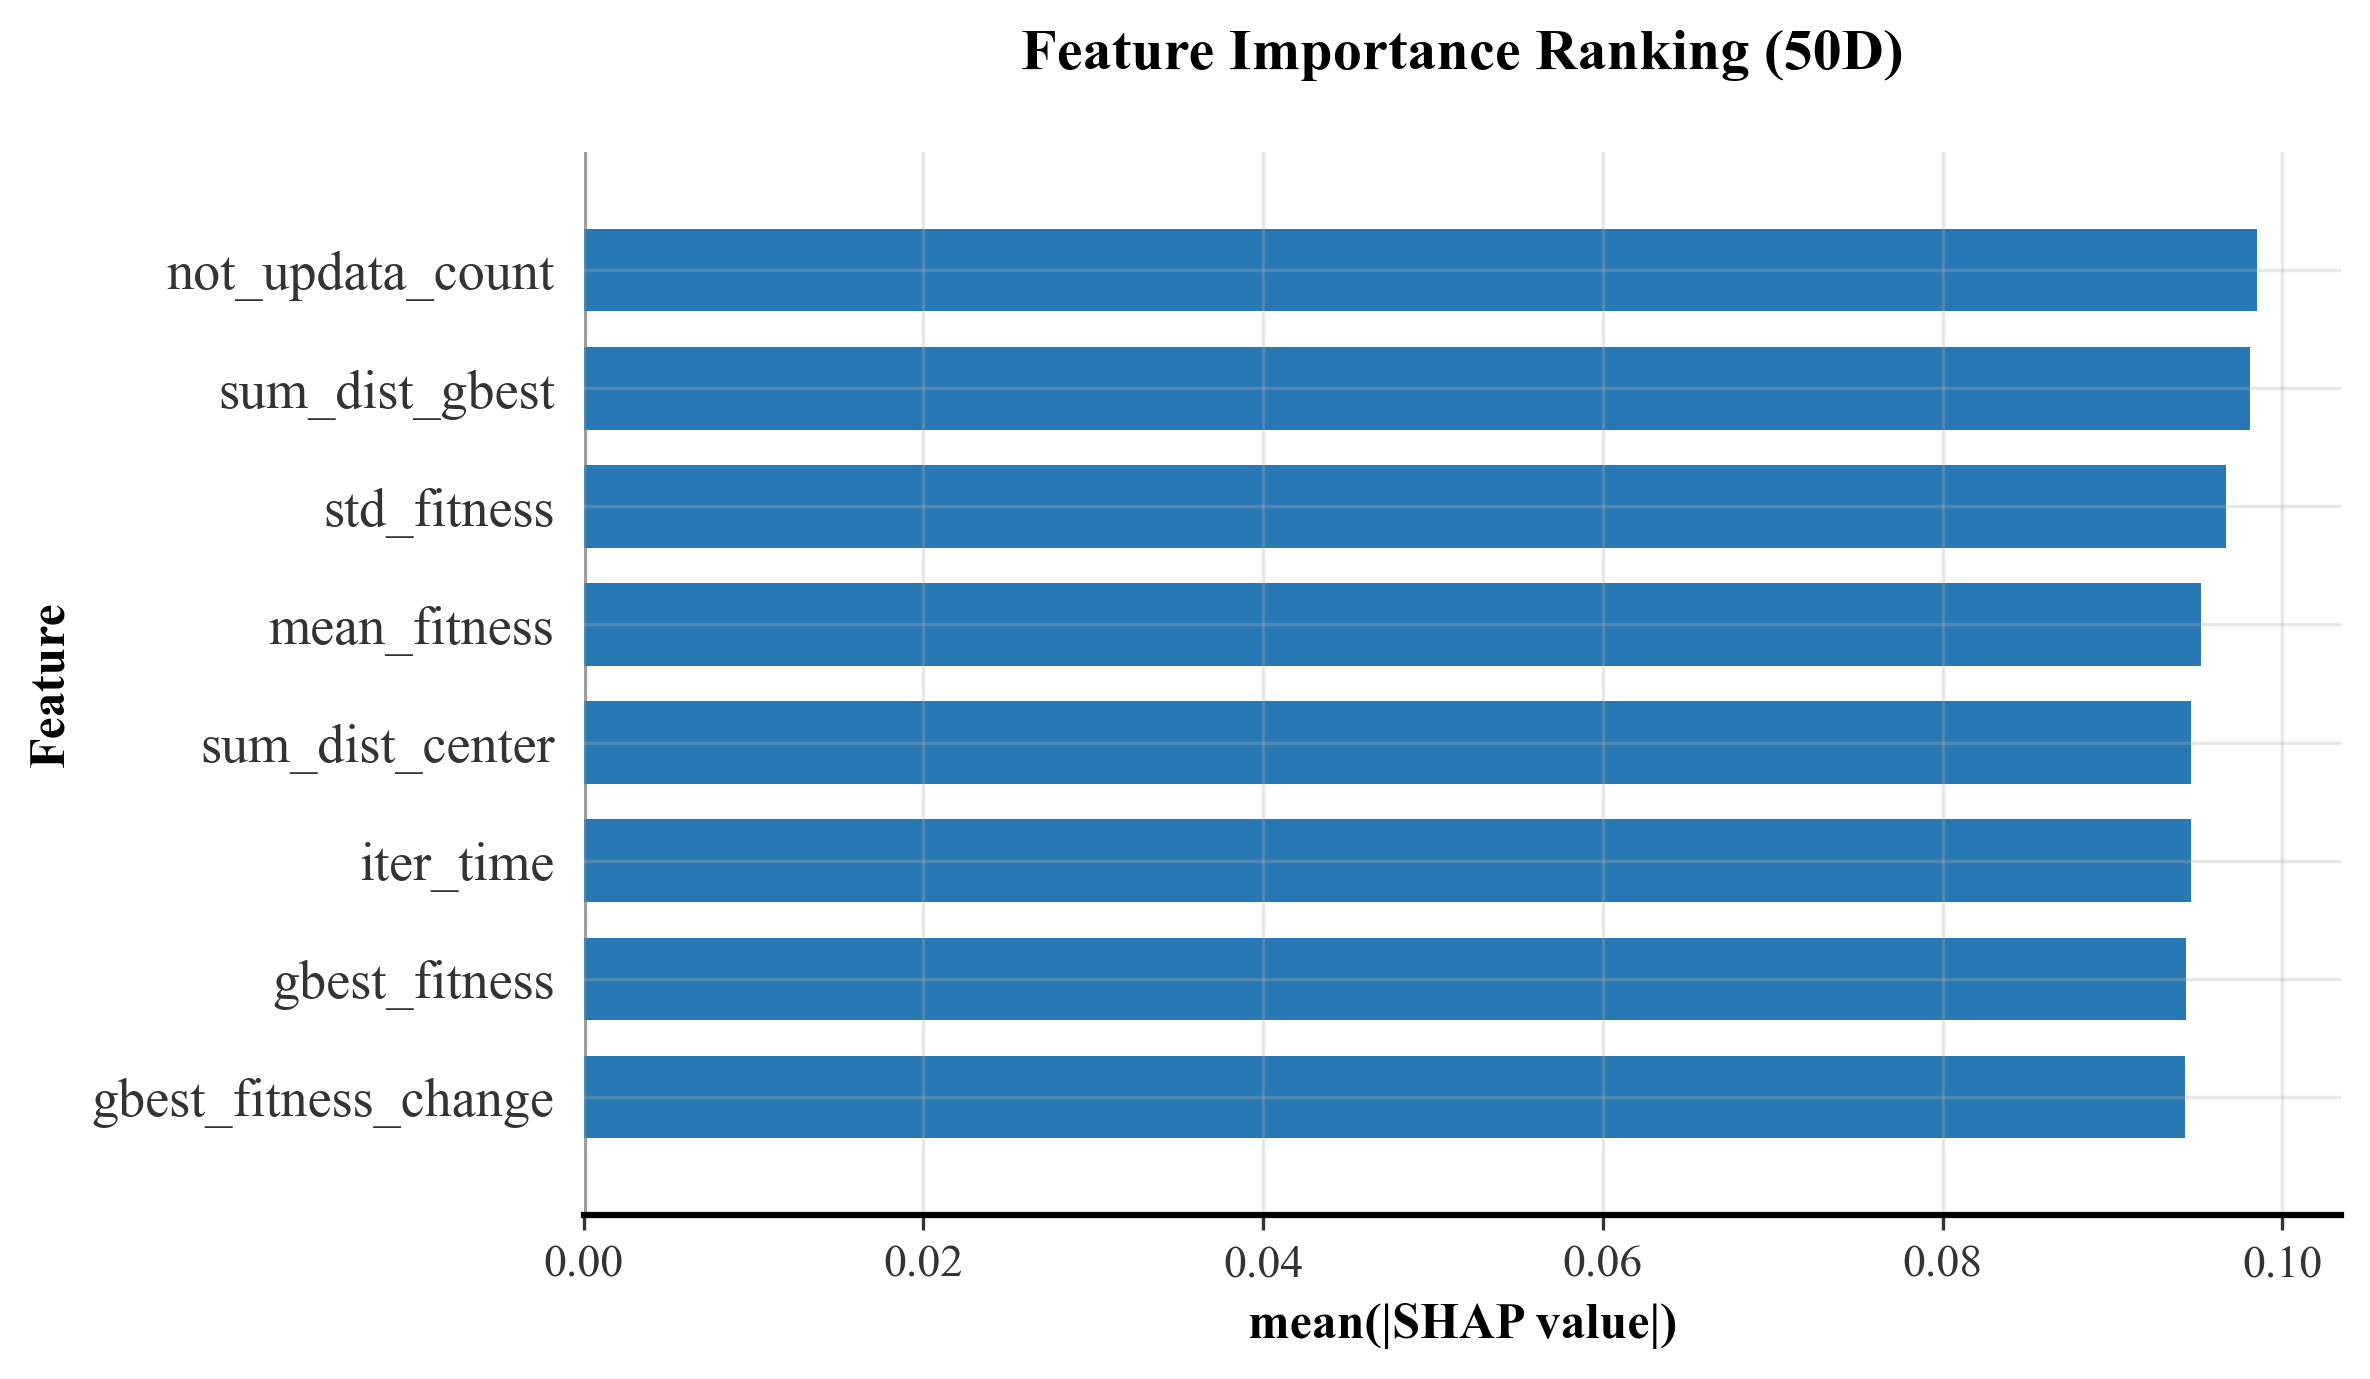 Feature Importance Ranking (50D)
Feature
not_updata_count
sum_dist_gbest
std_fitness
mean_fitness
sum_dist_center
iter_time
gbest_fitness
gbest_fitness_change
0.00 0.02 0.04 0.06 0.08 0.10
mean(|SHAP value|)